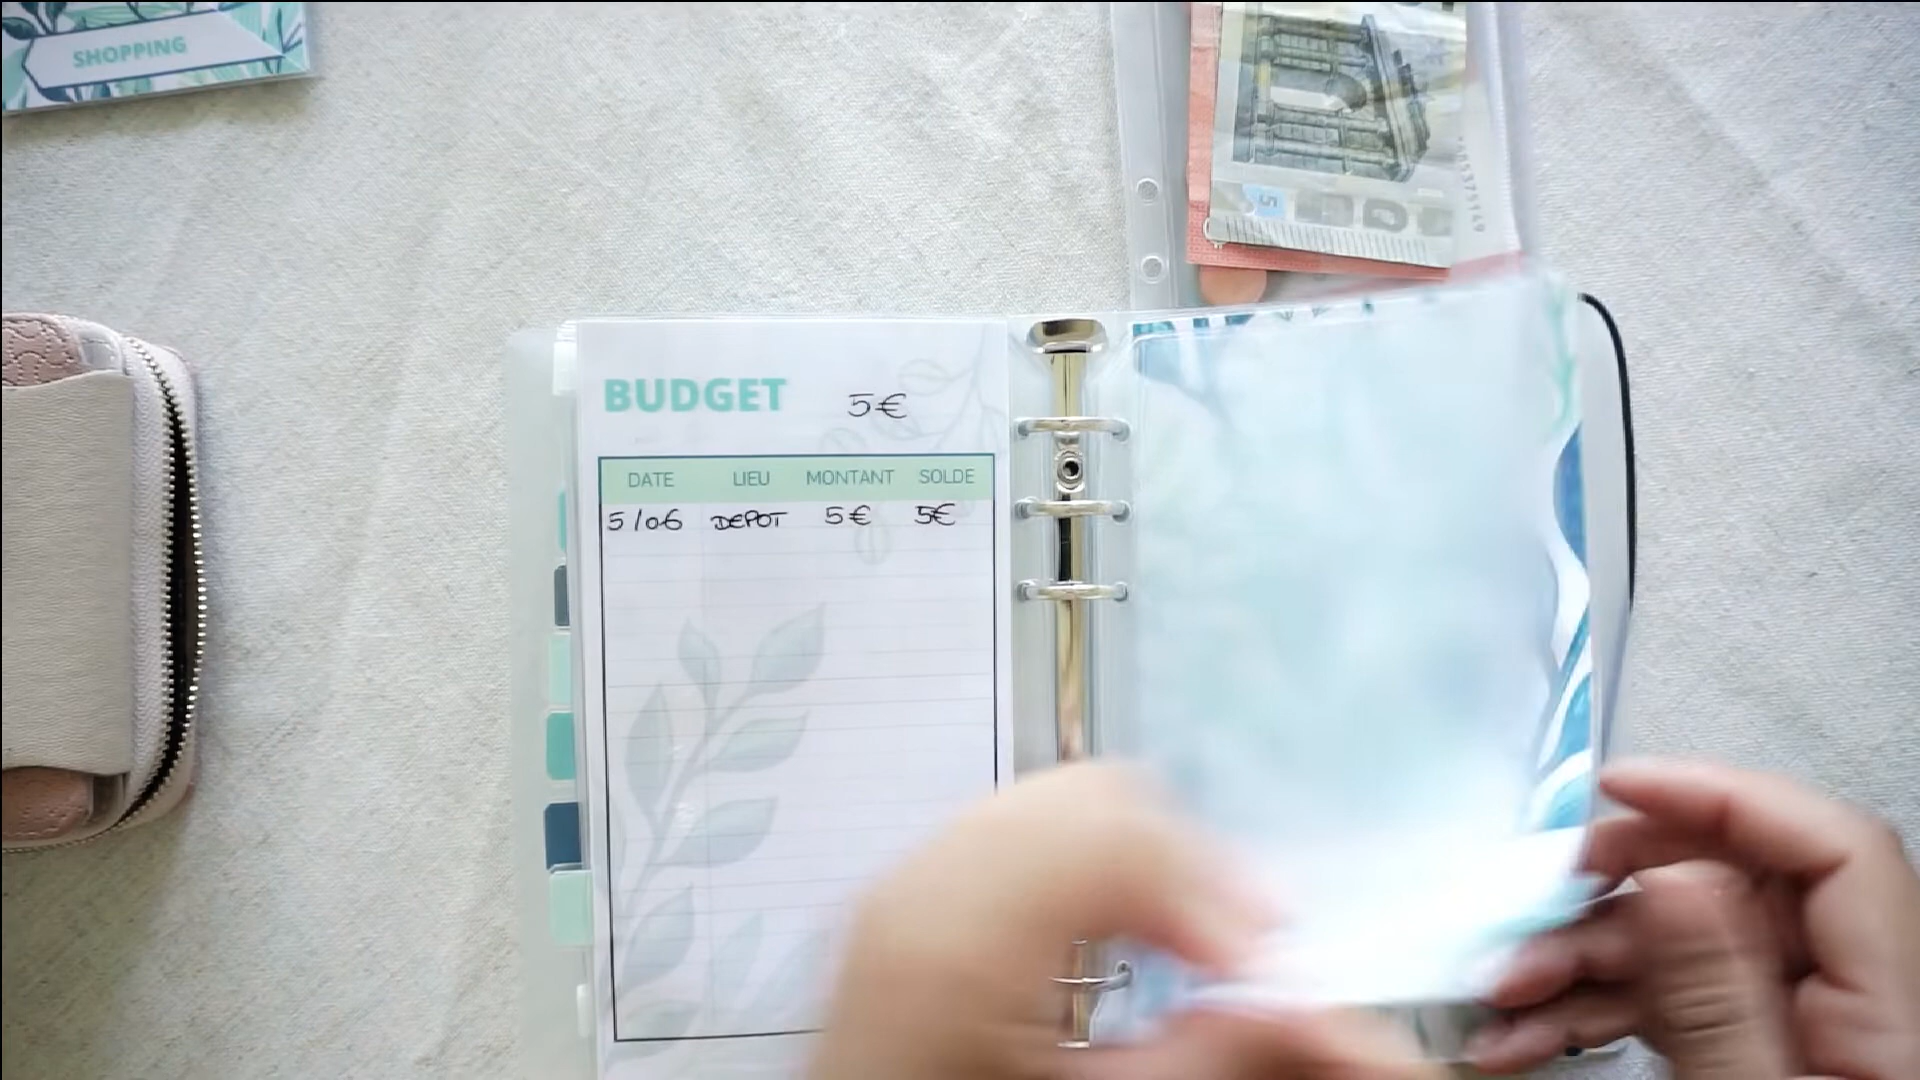 SHOPPING
5
BUDGET 5€
DATE LIEU MONTANT SOLDE
5/06 DEPOT 5€ 5€